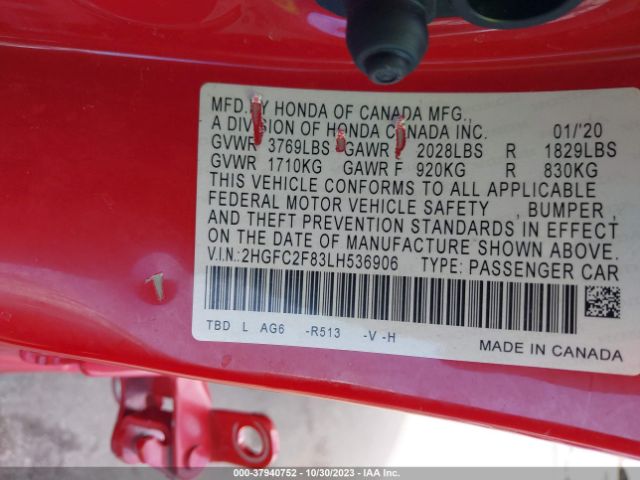 MFD. BY HONDA OF CANADA MFG.,
A DIVISION OF HONDA CANADA INC. 01/'20
GVWR 3769LBS GAWR F 2028LBS R 1829LBS
GVWR 1710KG GAWR F 920KG R 830KG
THIS VEHICLE CONFORMS TO ALL APPLICABLE
FEDERAL MOTOR VEHICLE SAFETY , BUMPER,
AND THEFT PREVENTION STANDARDS IN EFFECT
ON THE DATE OF MANUFACTURE SHOWN ABOVE.
V.I.N.:2HGFC2F83LH536906 TYPE: PASSENGER CAR
TBD L AG6 -R513 -V -H
MADE IN CANADA
000-37940752 - 10/30/2023 - IAA Inc.